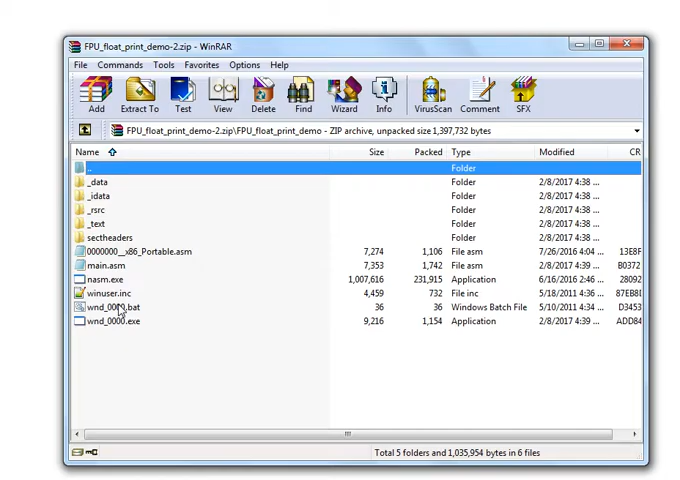 FPU_float_print_demo-2.zip - WinRAR
File Commands Tools Favorites Options Help
Add Extract To Test View Delete Find Wizard Info VirusScan Comment SFX
FPU_float_print_demo-2.zip\FPU_float_print_demo - ZIP archive, unpacked size 1,397,732 bytes
Name Size Packed Type Modified CR
.. Folder
_data Folder 2/8/2017 4:38 ...
_idata Folder 2/8/2017 4:38 ...
_rsrc Folder 2/8/2017 4:38 ...
_text Folder 2/8/2017 4:38 ...
sectheaders Folder 2/8/2017 4:38 ...
0000000__x86_Portable.asm 7,274 1,106 File asm 7/26/2016 4:04 ... 13E8F
main.asm 7,353 1,742 File asm 2/8/2017 4:39 ... B0372
nasm.exe 1,007,616 231,915 Application 6/16/2016 2:46 ... 28092
winuser.inc 4,459 732 File inc 5/18/2011 4:36 ... 87EB8
wnd_0000.bat 36 36 Windows Batch File 5/10/2011 4:36 ... D3453
wnd_0000.exe 9,216 1,154 Application 2/8/2017 4:39 ... ADD84
Total 5 folders and 1,035,954 bytes in 6 files